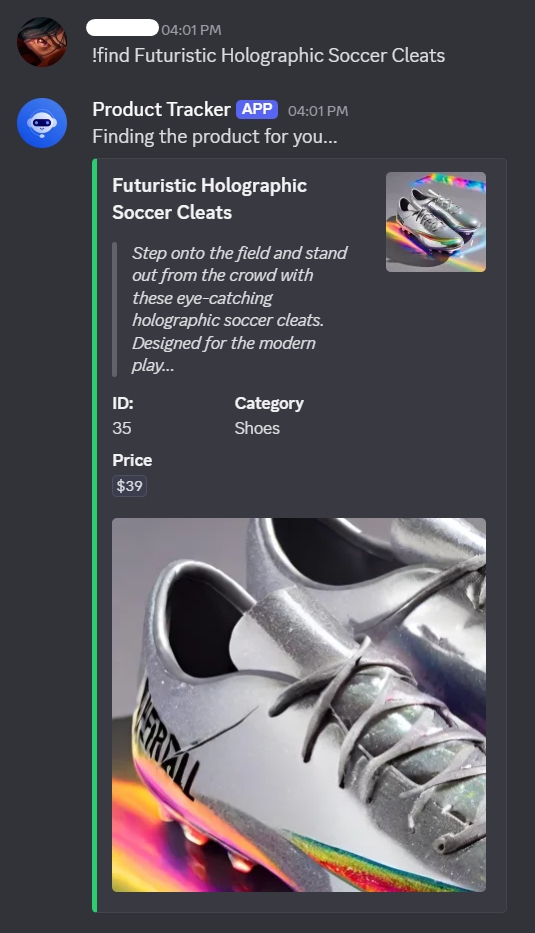 04:01 PM
!find Futuristic Holographic Soccer Cleats
Product Tracker APP 04:01 PM
Finding the product for you...
Futuristic Holographic
Soccer Cleats
Step onto the field and stand
out from the crowd with
these eye-catching
holographic soccer cleats.
Designed for the modern
play...
ID: Category
35 Shoes
Price
$39